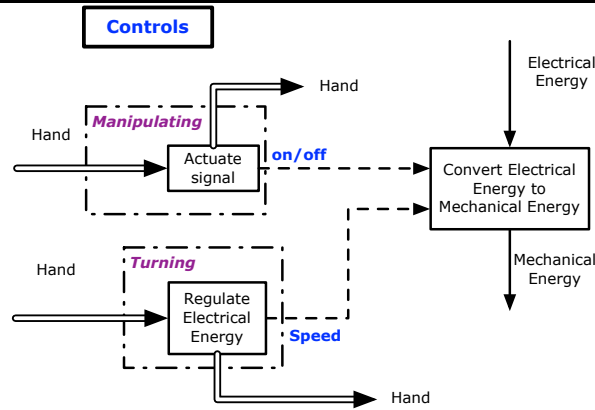 Controls
Electrical
Energy
Hand
Manipulating
Hand
Actuate
signal
on/off
Convert Electrical
Energy to
Mechanical Energy
Hand
Turning
Mechanical
Energy
Regulate
Electrical
Energy
Speed
Hand